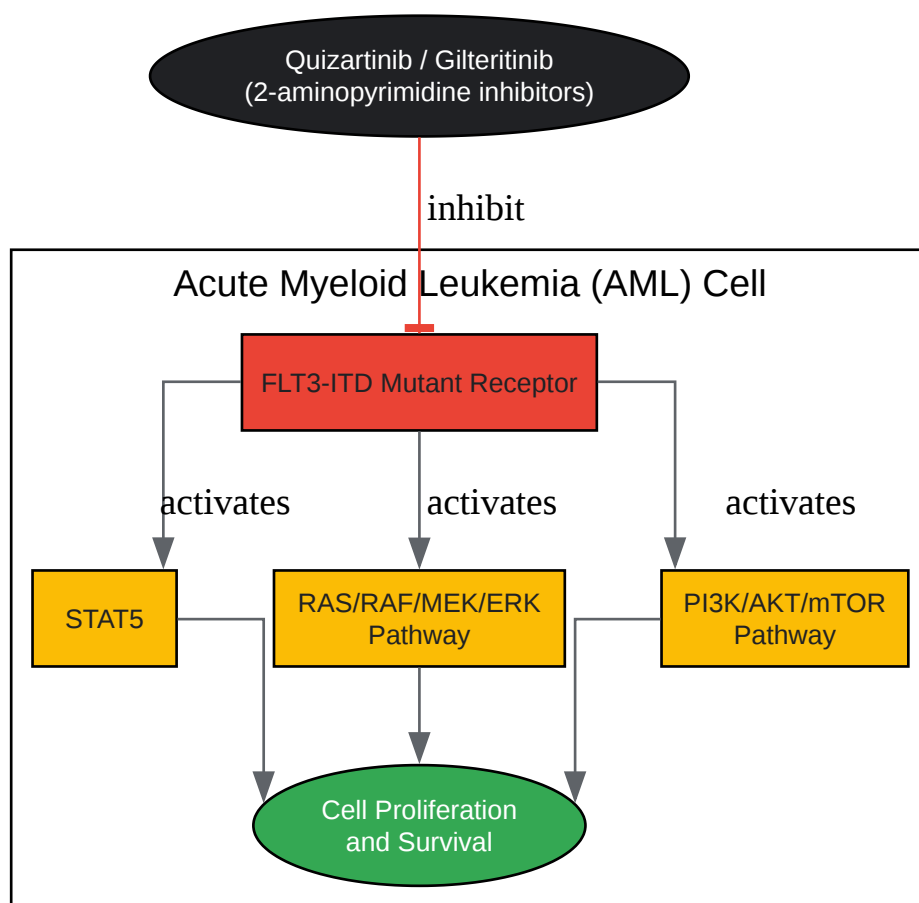 Quizartinib / Gilteritinib
(2-aminopyrimidine inhibitors)
inhibit
Acute Myeloid Leukemia (AML) Cell
FLT3-ITD Mutant Receptor
activates
activates
activates
STAT5
RAS/RAF/MEK/ERK
Pathway
PI3K/AKT/mTOR
Pathway
Cell Proliferation
and Survival